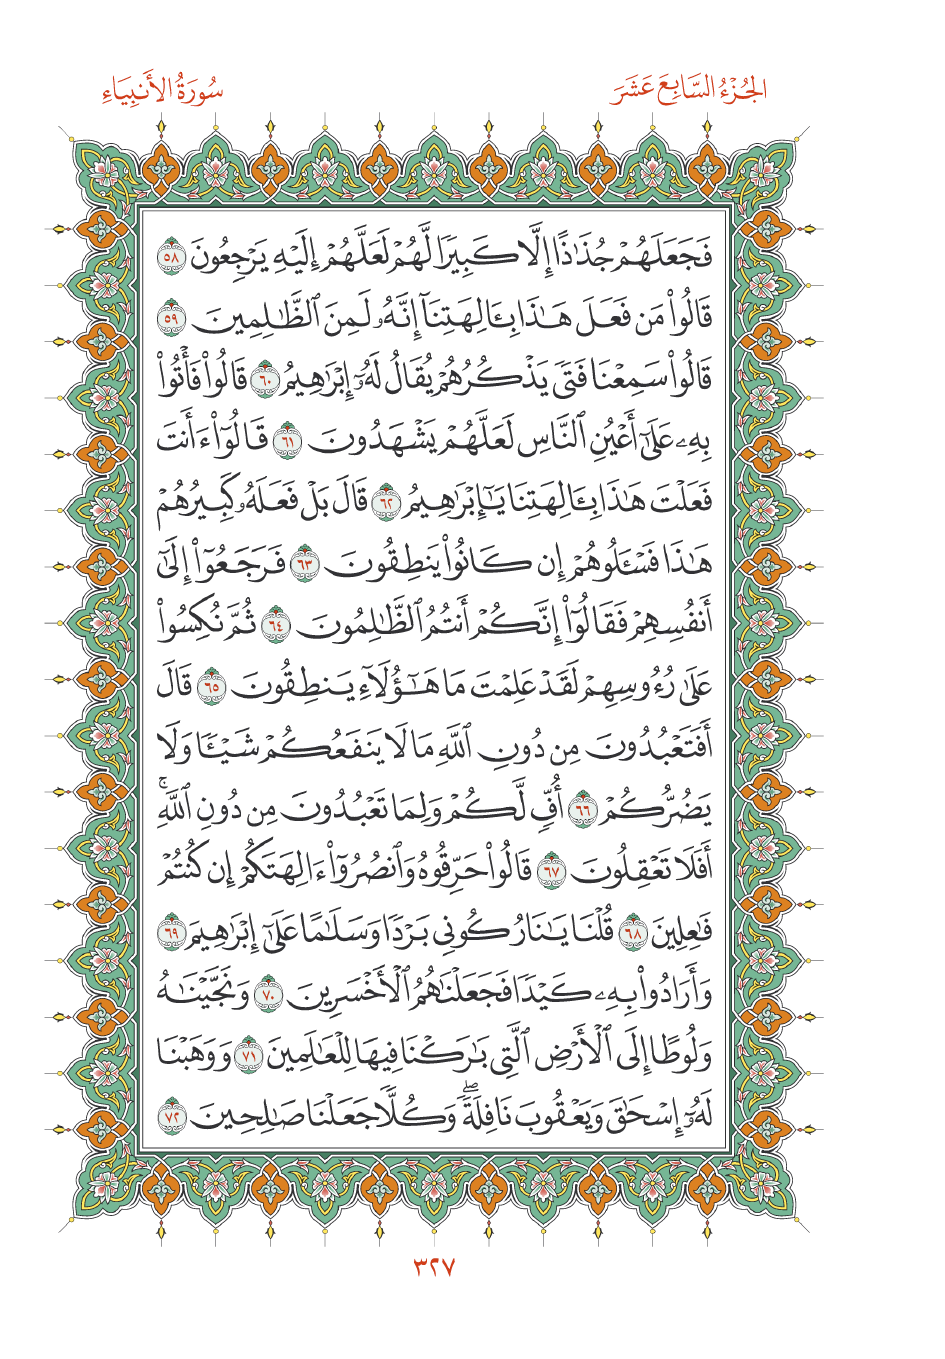 الجُزْءُ السَّابِعَ عَشَرَ
سُورَةُ الأَنبِيَاءِ
فَجَعَلَهُمۡ جُذَٰذًا إِلَّا كَبِيرٗا لَّهُمۡ لَعَلَّهُمۡ إِلَيۡهِ يَرۡجِعُونَ ٥٨
قَالُواْ مَن فَعَلَ هَٰذَا بِـَٔالِهَتِنَآ إِنَّهُۥ لَمِنَ ٱلظَّٰلِمِينَ ٥٩
قَالُواْ سَمِعۡنَا فَتٗى يَذۡكُرُهُمۡ يُقَالُ لَهُۥٓ إِبۡرَٰهِيمُ ٦٠ قَالُواْ فَأۡتُواْ
بِهِۦ عَلَىٰٓ أَعۡيُنِ ٱلنَّاسِ لَعَلَّهُمۡ يَشۡهَدُونَ ٦١ قَالُوٓاْ ءَأَنتَ
فَعَلۡتَ هَٰذَا بِـَٔالِهَتِنَا يَٰٓإِبۡرَٰهِيمُ ٦٢ قَالَ بَلۡ فَعَلَهُۥ كَبِيرُهُمۡ
هَٰذَا فَسۡـَٔلُوهُمۡ إِن كَانُواْ يَنطِقُونَ ٦٣ فَرَجَعُوٓاْ إِلَىٰٓ
أَنفُسِهِمۡ فَقَالُوٓاْ إِنَّكُمۡ أَنتُمُ ٱلظَّٰلِمُونَ ٦٤ ثُمَّ نُكِسُواْ
عَلَىٰ رُءُوسِهِمۡ لَقَدۡ عَلِمۡتَ مَا هَٰٓؤُلَآءِ يَنطِقُونَ ٦٥ قَالَ
أَفَتَعۡبُدُونَ مِن دُونِ ٱللَّهِ مَا لَا يَنفَعُكُمۡ شَيۡـٔٗا وَلَا
يَضُرُّكُمۡ ٦٦ أُفّٖ لَّكُمۡ وَلِمَا تَعۡبُدُونَ مِن دُونِ ٱللَّهِۚ
أَفَلَا تَعۡقِلُونَ ٦٧ قَالُواْ حَرِّقُوهُ وَٱنصُرُوٓاْ ءَالِهَتَكُمۡ إِن كُنتُمۡ
فَٰعِلِينَ ٦٨ قُلۡنَا يَٰنَارُ كُونِي بَرۡدٗا وَسَلَٰمًا عَلَىٰٓ إِبۡرَٰهِيمَ ٦٩
وَأَرَادُواْ بِهِۦ كَيۡدٗا فَجَعَلۡنَٰهُمُ ٱلۡأَخۡسَرِينَ ٧٠ وَنَجَّيۡنَٰهُ
وَلُوطًا إِلَى ٱلۡأَرۡضِ ٱلَّتِي بَٰرَكۡنَا فِيهَا لِلۡعَٰلَمِينَ ٧١ وَوَهَبۡنَا
لَهُۥٓ إِسۡحَٰقَ وَيَعۡقُوبَ نَافِلَةٗۖ وَكُلّٗا جَعَلۡنَا صَٰلِحِينَ ٧٢
٣٢٧